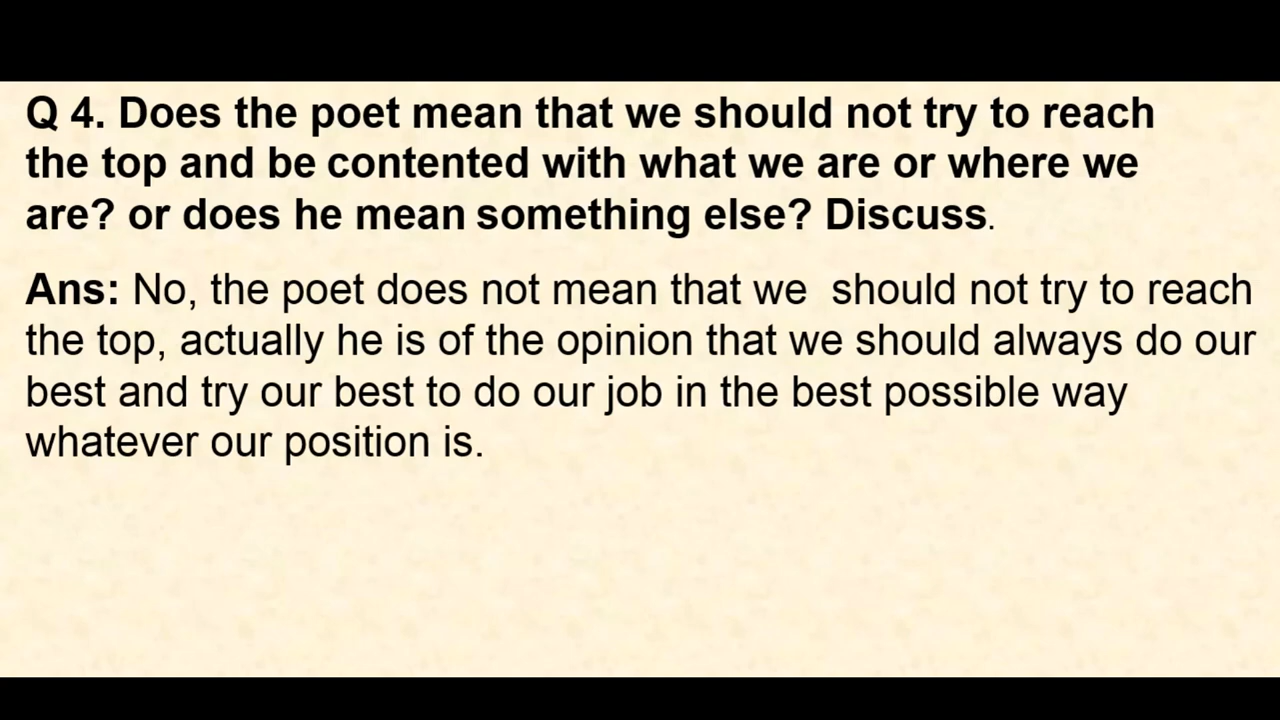 Q 4. Does the poet mean that we should not try to reach
the top and be contented with what we are or where we
are? or does he mean something else? Discuss.
Ans: No, the poet does not mean that we  should not try to reach
the top, actually he is of the opinion that we should always do our
best and try our best to do our job in the best possible way
whatever our position is.